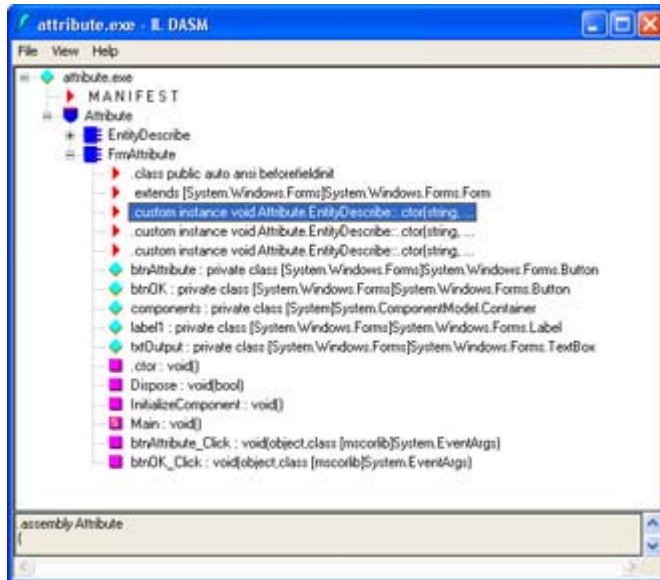 attribute.exe - IL DASM
File View Help
attribute.exe
MANIFEST
Attribute
EntityDescribe
FrmAttribute
.class public auto ansi beforefieldinit
extends [System.Windows.Forms]System.Windows.Forms.Form
.custom instance void Attribute.EntityDescribe::.ctor(string, ...
.custom instance void Attribute.EntityDescribe::.ctor(string, ...
.custom instance void Attribute.EntityDescribe::.ctor(string, ...
btnAttribute : private class [System.Windows.Forms]System.Windows.Forms.Button
btnOK : private class [System.Windows.Forms]System.Windows.Forms.Button
components : private class [System]System.ComponentModel.Container
label1 : private class [System.Windows.Forms]System.Windows.Forms.Label
txtOutput : private class [System.Windows.Forms]System.Windows.Forms.TextBox
.ctor : void()
Dispose : void(bool)
InitializeComponent : void()
Main : void()
btnAttribute_Click : void(object,class [mscorlib]System.EventArgs)
btnOK_Click : void(object,class [mscorlib]System.EventArgs)
.assembly Attribute
{